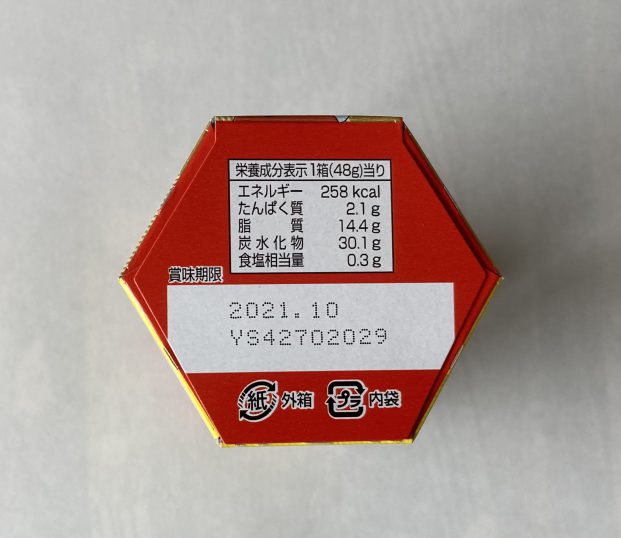 栄養成分表示1箱(48g)当り
エネルギー 258 kcal
たんぱく質 2.1 g
脂質 14.4 g
炭水化物 30.1 g
食塩相当量 0.3 g
賞味期限
2021.10
YS42702029
紙 外箱 プラ 内袋